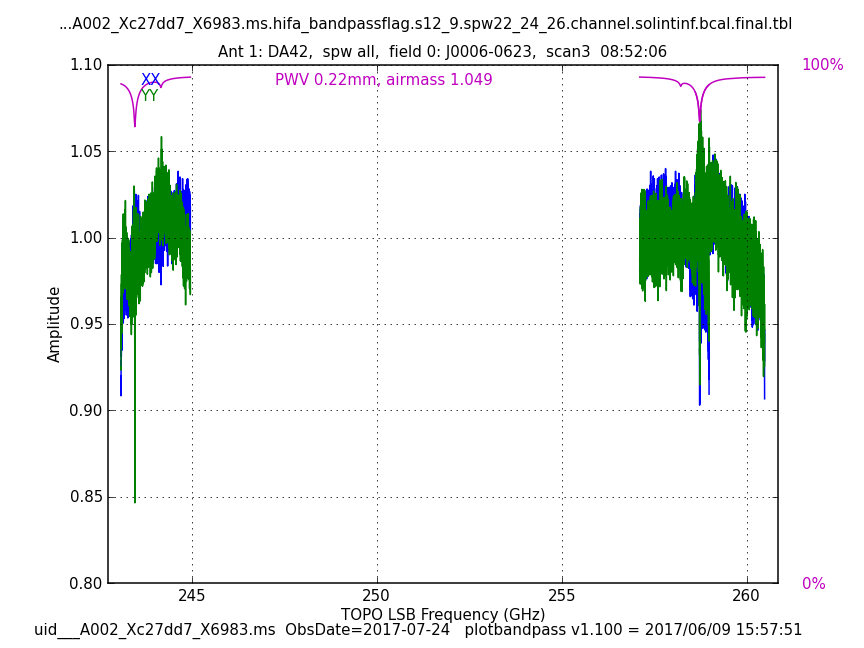 ...A002_Xc27dd7_X6983.ms.hifa_bandpassflag.s12_9.spw22_24_26.channel.solintinf.bcal.final.tbl
Ant 1: DA42,  spw all,  field 0: J0006-0623,  scan3  08:52:06
1.10
100%
XX
PWV 0.22mm, airmass 1.049
YY
1.05
1.00
Amplitude
0.95
0.90
0.85
0.80
0%
245
250
255
260
TOPO LSB Frequency (GHz)
uid___A002_Xc27dd7_X6983.ms  ObsDate=2017-07-24   plotbandpass v1.100 = 2017/06/09 15:57:51